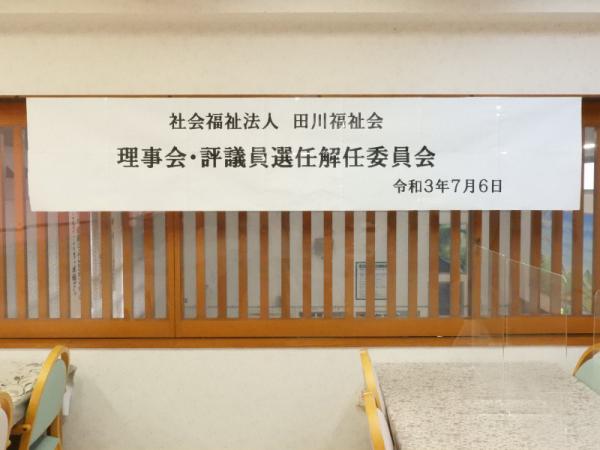 社会福祉法人 田川福祉会
理事会・評議員選任解任委員会
令和3年7月6日